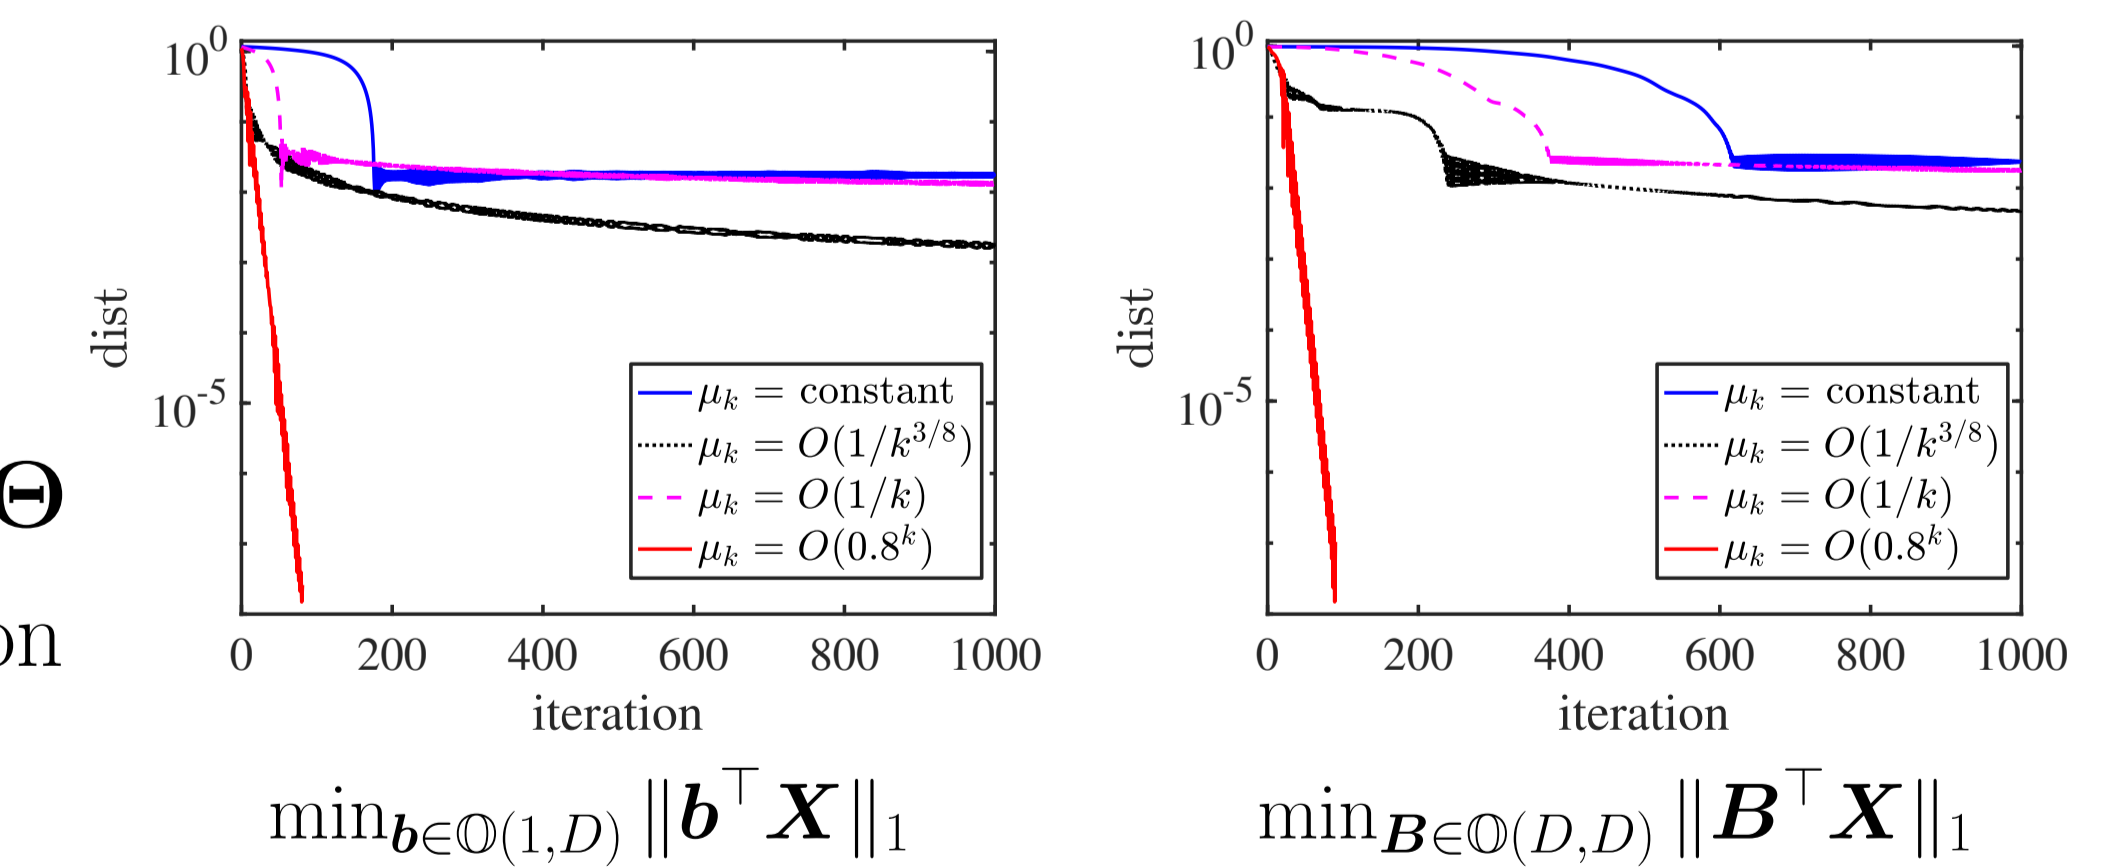 10^0
10^-5
dist
μ_k = constant
μ_k = O(1/k^{3/8})
μ_k = O(1/k)
μ_k = O(0.8^k)
0 200 400 600 800 1000
iteration
min_{b∈𝕆(1,D)} ‖b^⊤X‖_1
10^0
10^-5
dist
μ_k = constant
μ_k = O(1/k^{3/8})
μ_k = O(1/k)
μ_k = O(0.8^k)
0 200 400 600 800 1000
iteration
min_{B∈𝕆(D,D)} ‖B^⊤X‖_1
Θ
on